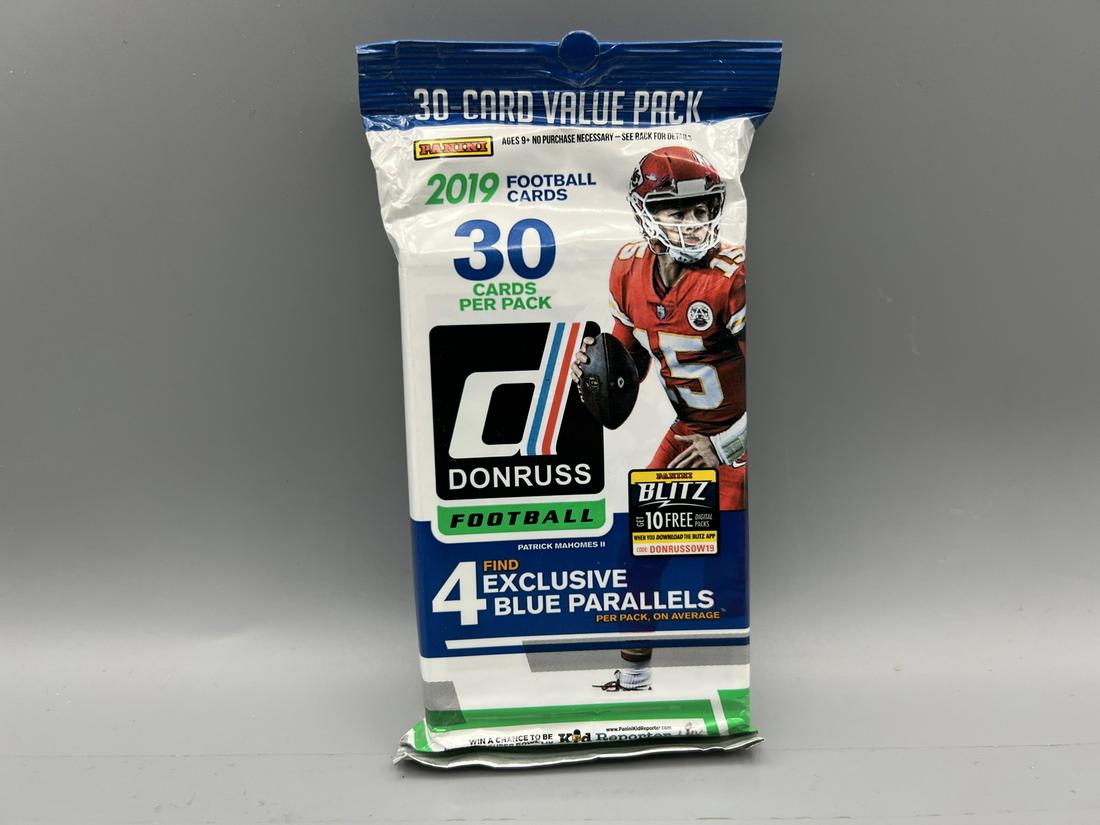 30-CARD VALUE PACK
PANINI
AGES 9+ NO PURCHASE NECESSARY – SEE BACK FOR DETAILS
2019 FOOTBALL CARDS
30
CARDS
PER PACK
15
15
d
DONRUSS
FOOTBALL
PANINI
BLITZ
GET 10 FREE DIGITAL PACKS
WHEN YOU DOWNLOAD THE BLITZ APP
CODE: DONRUSSOW19
PATRICK MAHOMES II
FIND
4 EXCLUSIVE
BLUE PARALLELS
PER PACK, ON AVERAGE
www.PaniniKidReporter.com
WIN A CHANCE TO BE
Kid Reporter